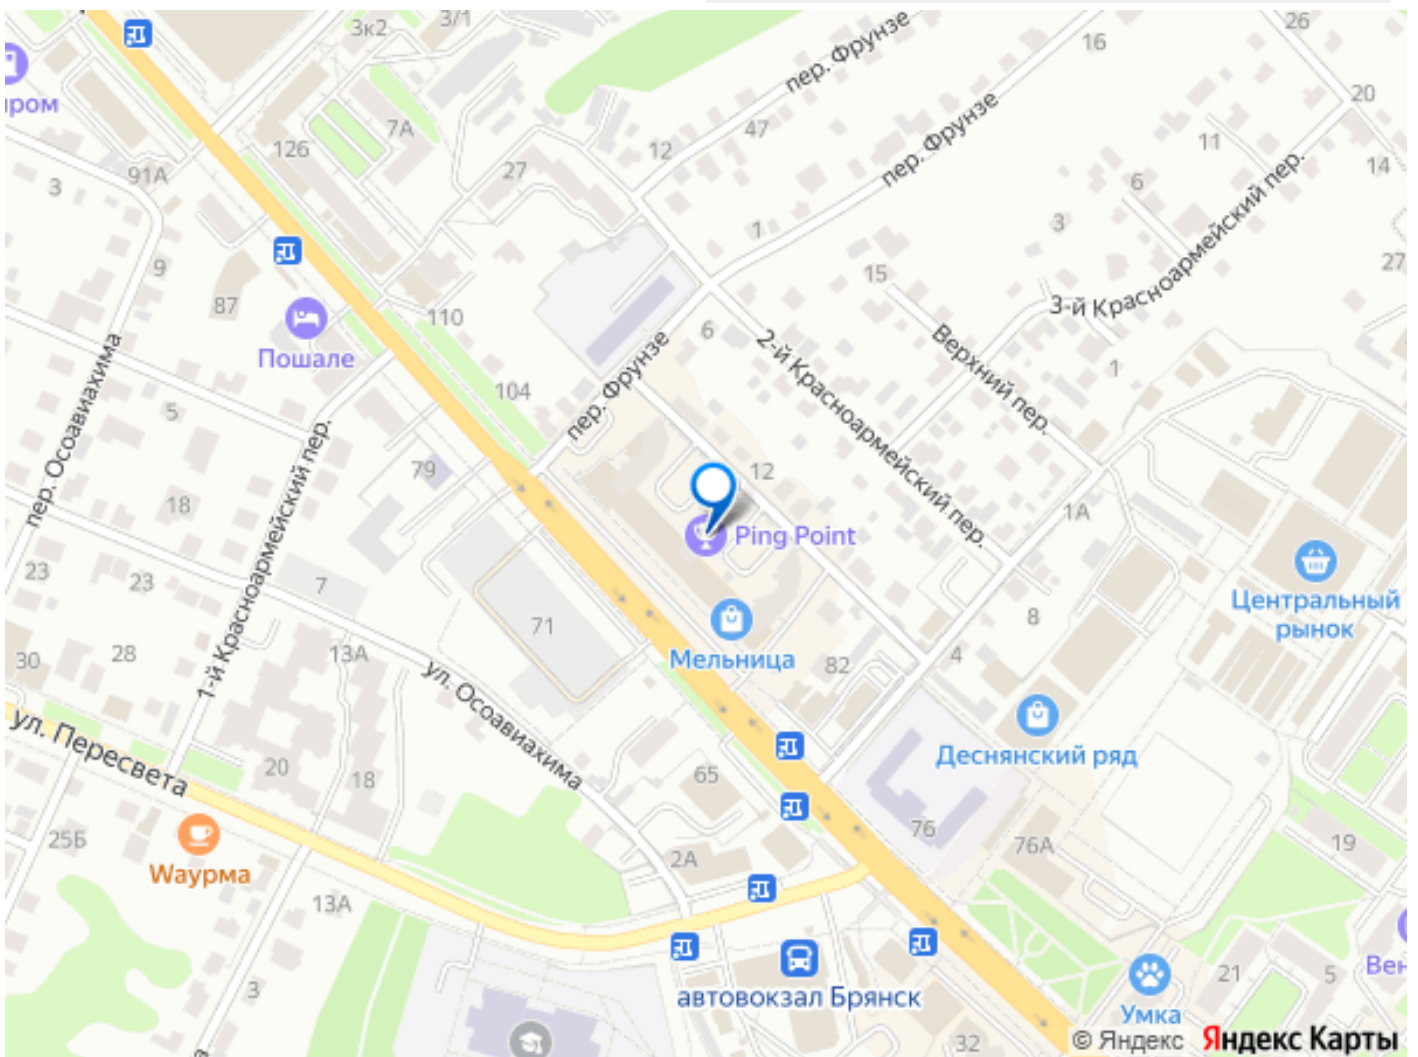 3к2
3/1
26
16
пер. Фрунзе
ром
20
126
7А
47
11
пер. Фрунзе
12
14
91А
27
6
3
3
1
9
15
27
3-й Красноармейский пер.
87
110
6
2-й Красноармейский пер.
Верхний пер.
Пошале
пер. Фрунзе
1
пер. Осоавиахима
104
5
79
12
18
1А
1-й Красноармейский пер.
Ping Point
23
23
7
Центральный
рынок
71
8
30
28
13А
Мельница
82
4
ул. Осоавиахима
ул. Пересвета
20
18
65
Деснянский ряд
76
76А
19
25Б
Wаурма
2А
13А
3
автовокзал Брянск
21
5
Вен
Умка
32
© Яндекс Яндекс Карты